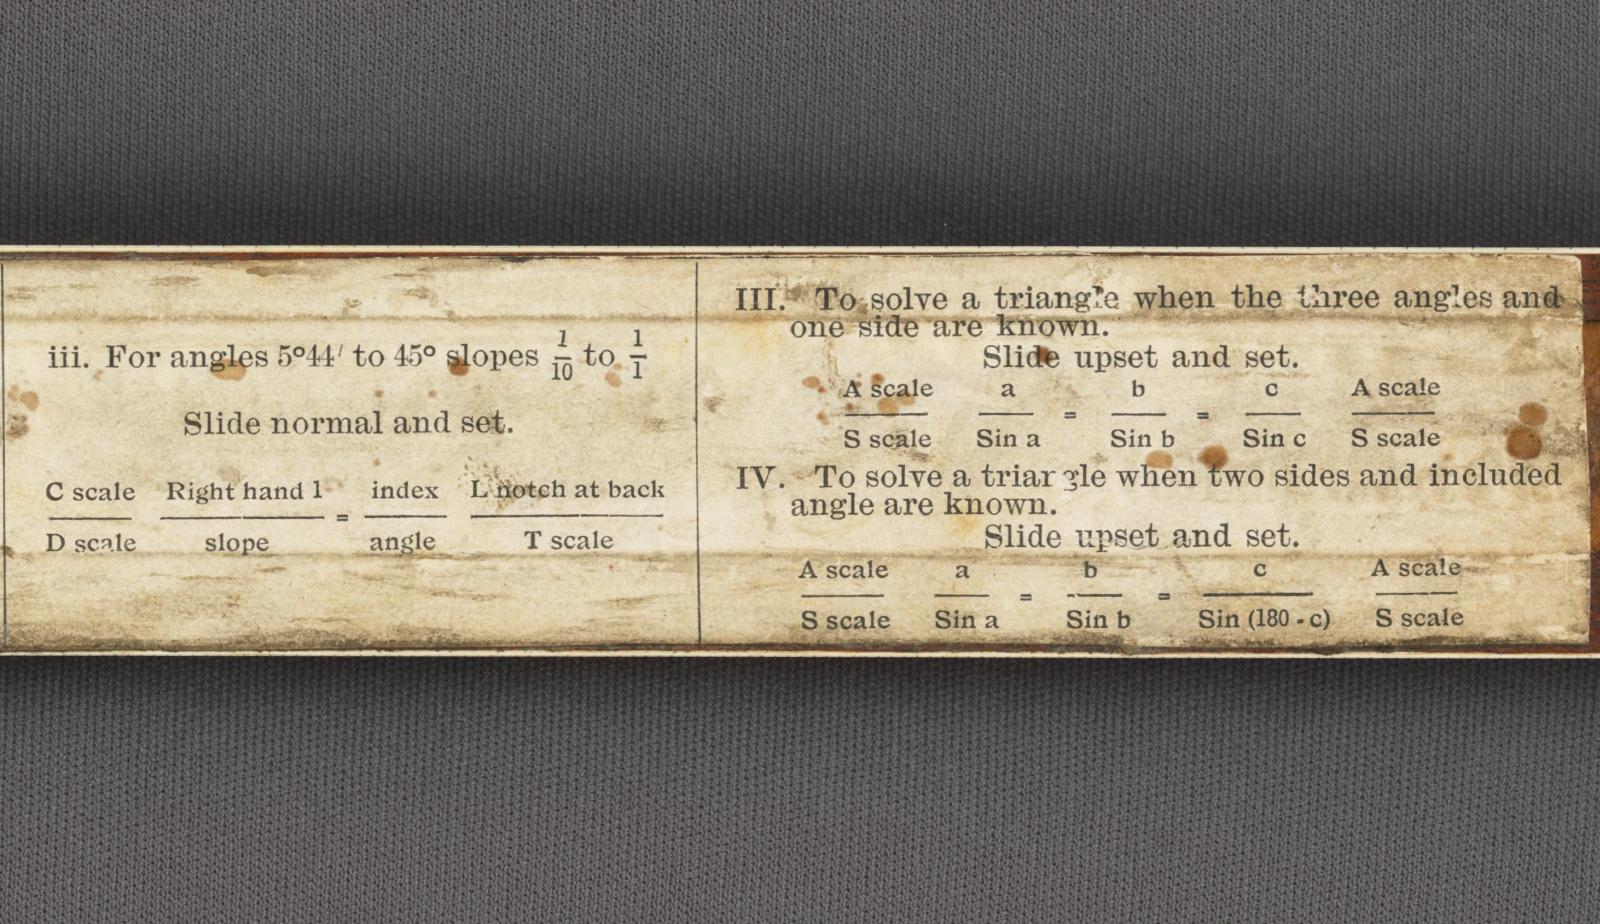 iii. For angles 5°44′ to 45° slopes 1/10 to 1/1
Slide normal and set.
C scale Right hand 1 index L notch at back
D scale slope = angle T scale
III. To solve a triangle when the three angles and
one side are known.
Slide upset and set.
A scale a b c A scale
S scale Sin a = Sin b = Sin c S scale
IV. To solve a triangle when two sides and included
angle are known.
Slide upset and set.
A scale a b c A scale
S scale Sin a = Sin b = Sin (180 - c) S scale